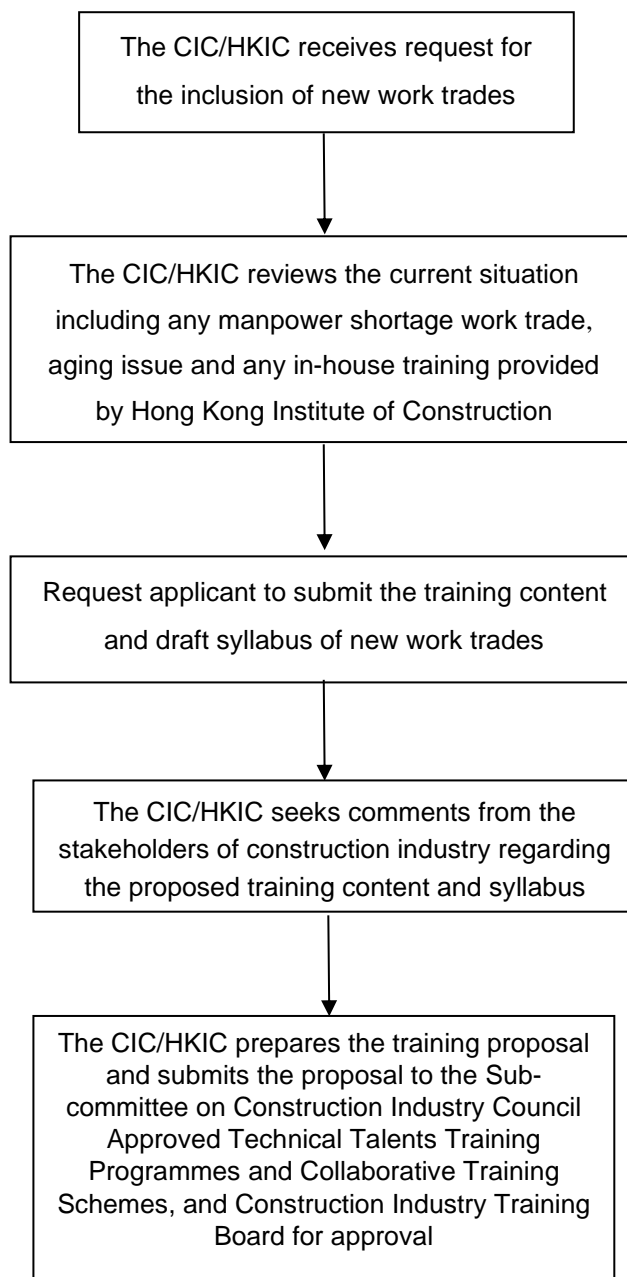 The CIC/HKIC receives request for
the inclusion of new work trades
The CIC/HKIC reviews the current situation
including any manpower shortage work trade,
aging issue and any in-house training provided
by Hong Kong Institute of Construction
Request applicant to submit the training content
and draft syllabus of new work trades
The CIC/HKIC seeks comments from the
stakeholders of construction industry regarding
the proposed training content and syllabus
The CIC/HKIC prepares the training proposal
and submits the proposal to the Sub-
committee on Construction Industry Council
Approved Technical Talents Training
Programmes and Collaborative Training
Schemes, and Construction Industry Training
Board for approval